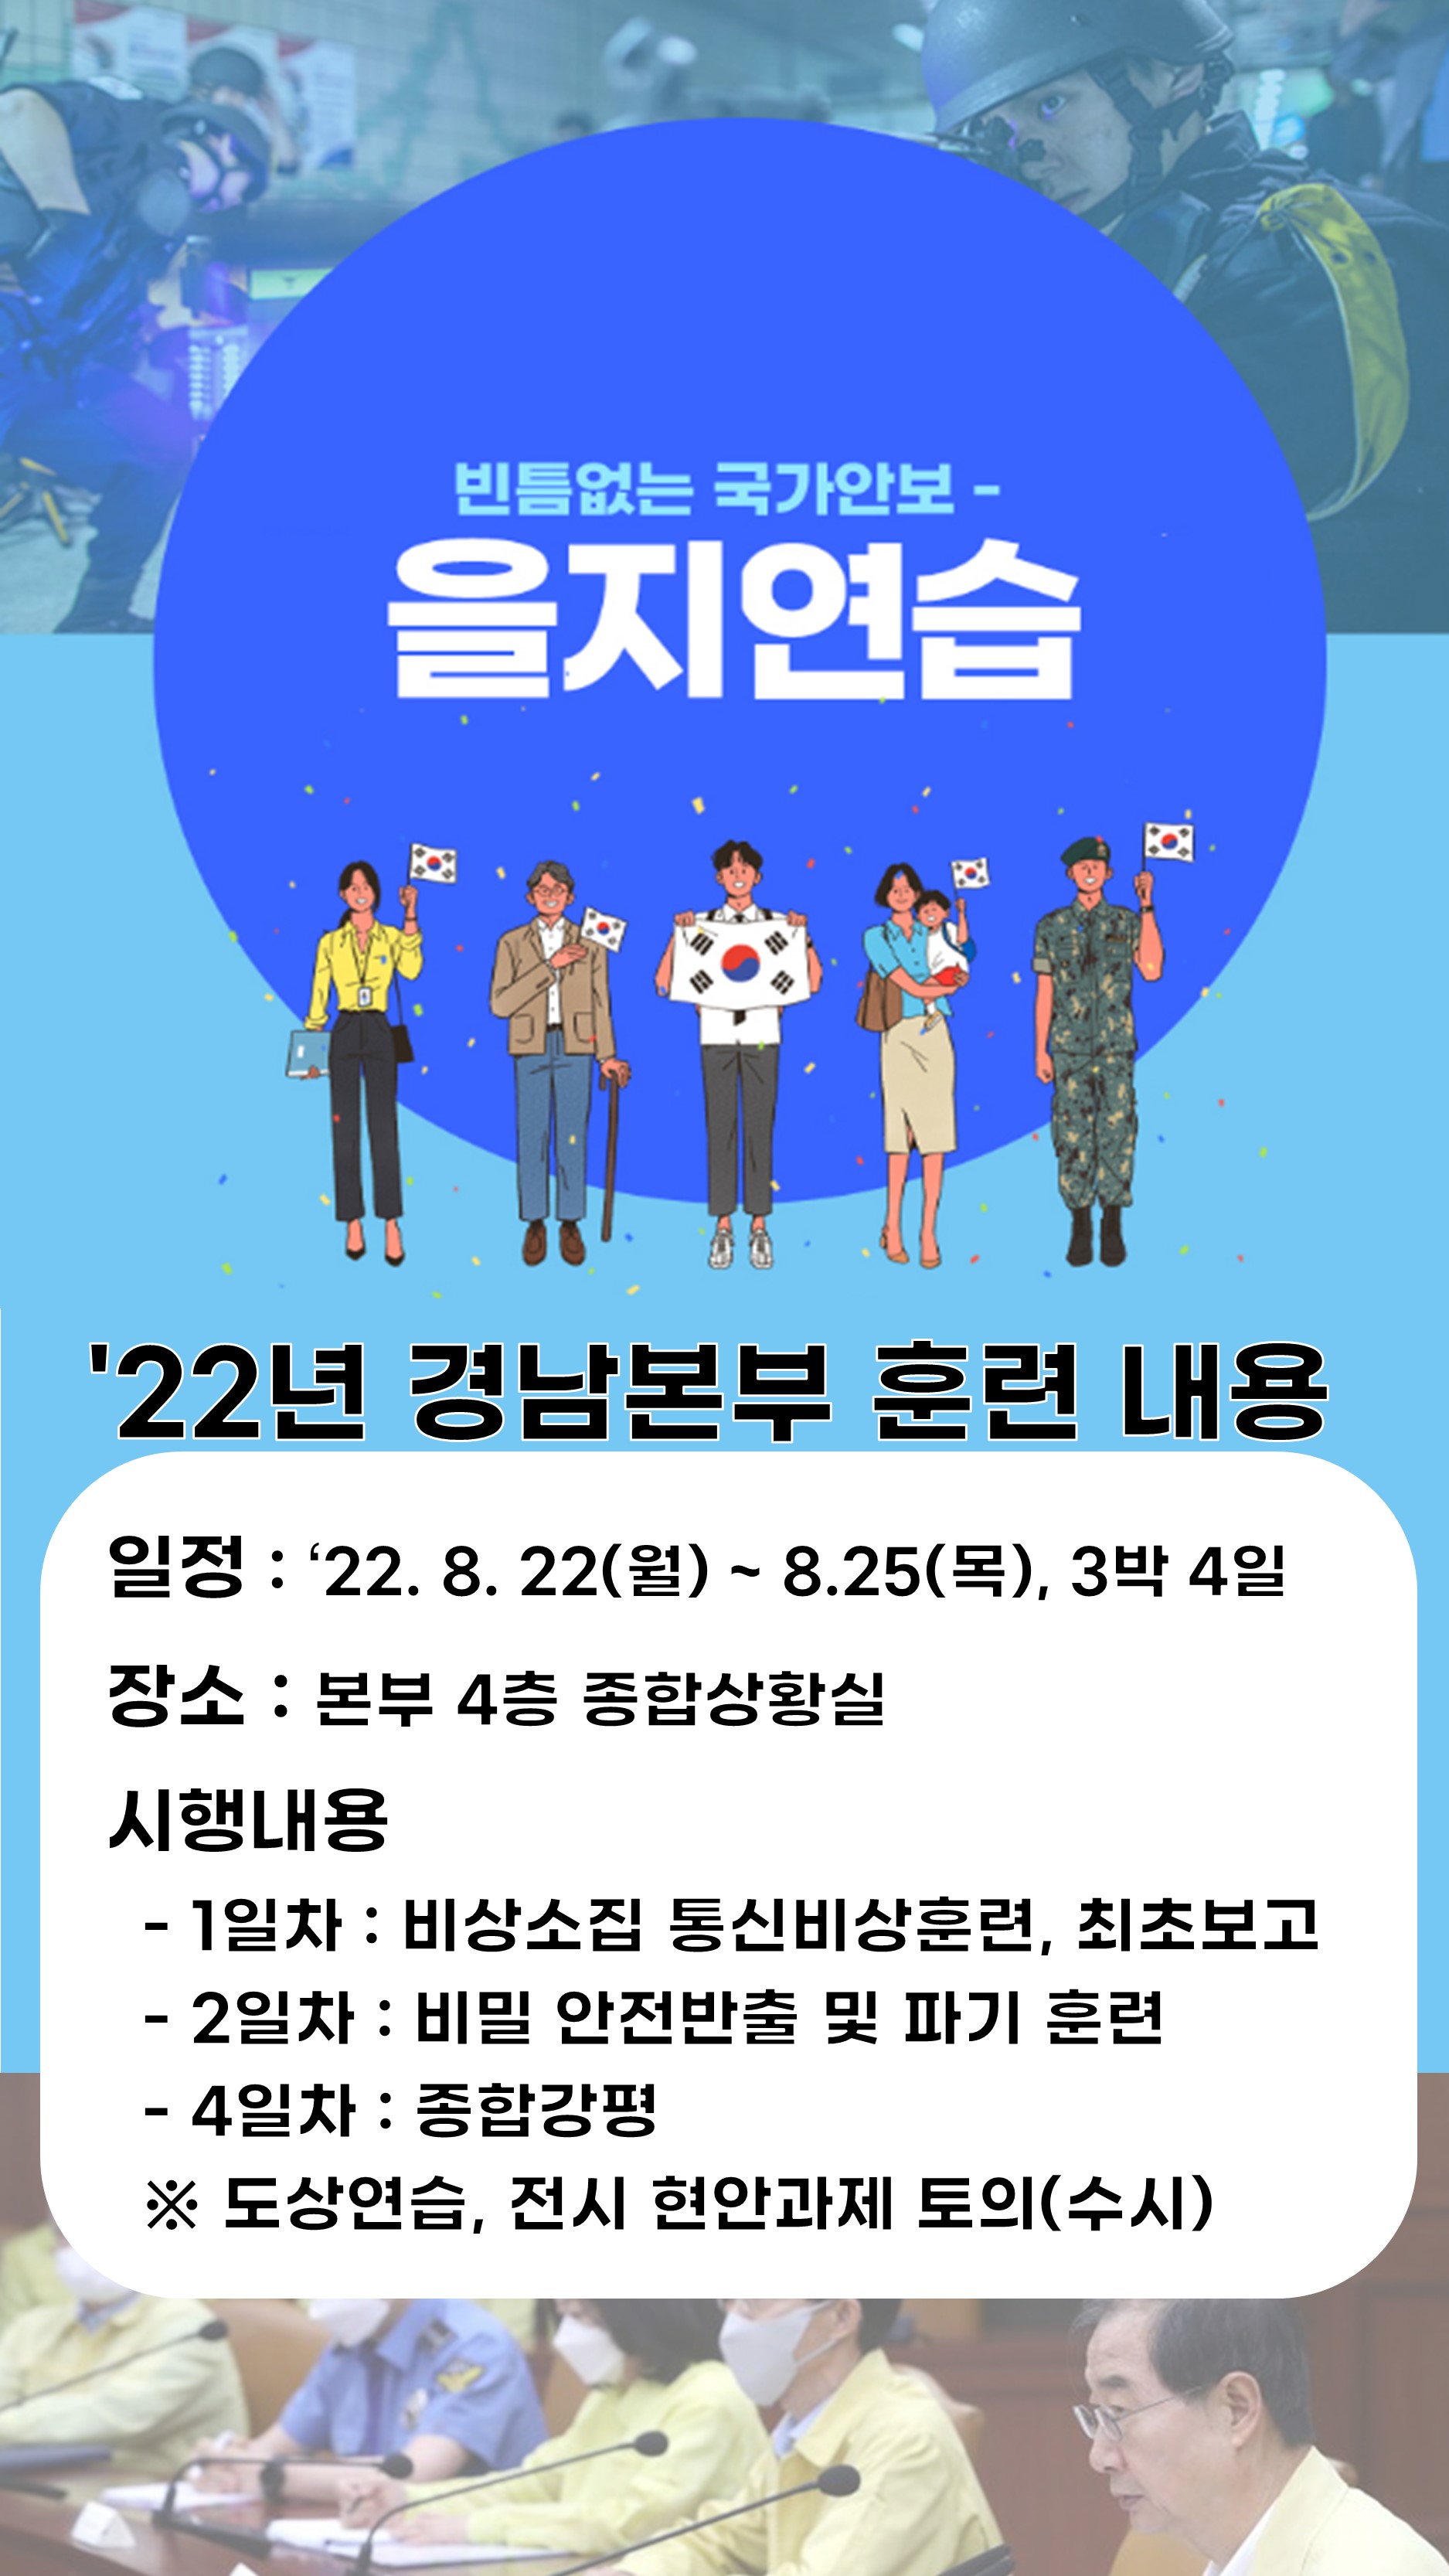 빈틈없는 국가안보 -
을지연습
'22년 경남본부 훈련 내용
일정 : ‘22. 8. 22(월) ~ 8.25(목), 3박 4일
장소 : 본부 4층 종합상황실
시행내용
- 1일차 : 비상소집 통신비상훈련, 최초보고
- 2일차 : 비밀 안전반출 및 파기 훈련
- 4일차 : 종합강평
※ 도상연습, 전시 현안과제 토의(수시)